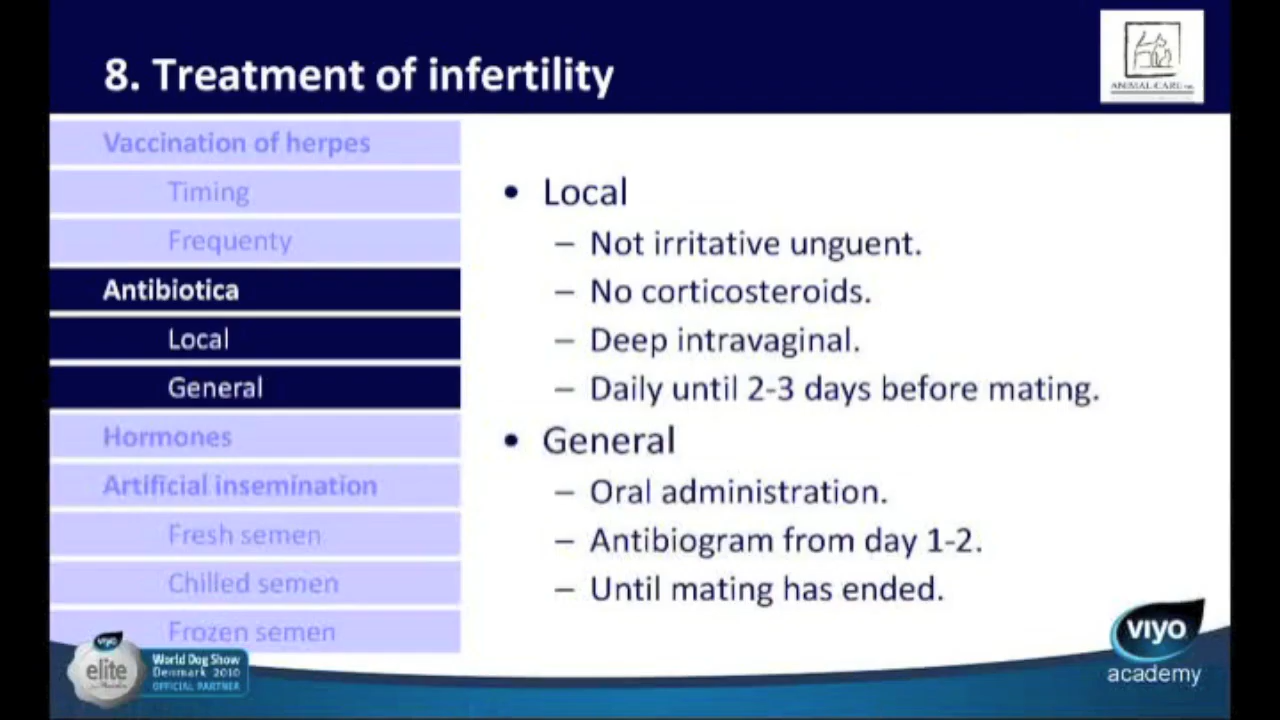 8. Treatment of infertility
ANIMAL-CARE
Vaccination of herpes
Timing
Frequenty
Antibiotica
Local
General
Hormones
Artificial insemination
Fresh semen
Chilled semen
Frozen semen
• Local
– Not irritative unguent.
– No corticosteroids.
– Deep intravaginal.
– Daily until 2-3 days before mating.
• General
– Oral administration.
– Antibiogram from day 1-2.
– Until mating has ended.
viyo
elite
World Dog Show
Denmark 2010
OFFICIAL PARTNER
viyo
academy